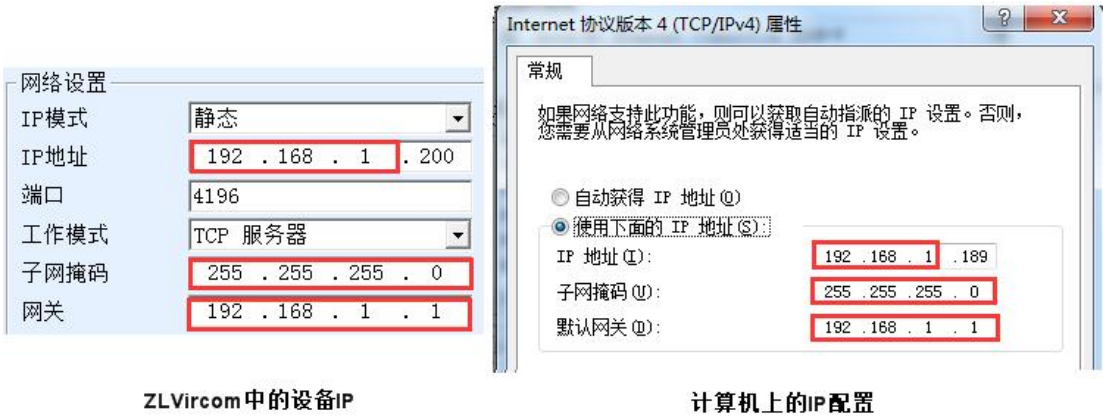 网络设置
IP模式 静态
IP地址 192 . 168 . 1 . 200
端口 4196
工作模式 TCP 服务器
子网掩码 255 . 255 . 255 . 0
网关 192 . 168 . 1 . 1
ZLVircom中的设备IP
Internet 协议版本 4 (TCP/IPv4) 属性
常规
如果网络支持此功能，则可以获取自动指派的 IP 设置。否则，
您需要从网络系统管理员处获得适当的 IP 设置。
自动获得 IP 地址(O)
使用下面的 IP 地址(S):
IP 地址(I): 192 .168 . 1 .189
子网掩码(U): 255 .255 .255 . 0
默认网关(D): 192 .168 . 1 . 1
计算机上的IP配置